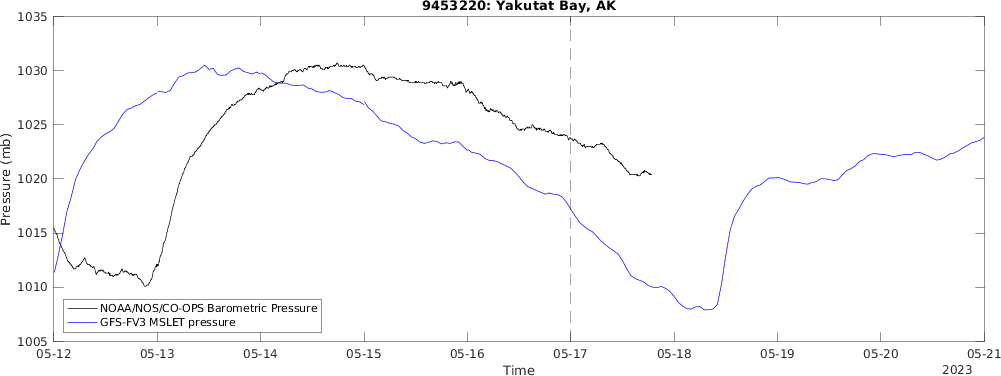 9453220: Yakutat Bay, AK
1035
1030
1025
1020
1015
1010
1005
Pressure (mb)
NOAA/NOS/CO-OPS Barometric Pressure
GFS-FV3 MSLET pressure
05-12 05-13 05-14 05-15 05-16 05-17 05-18 05-19 05-20 05-21
Time
2023